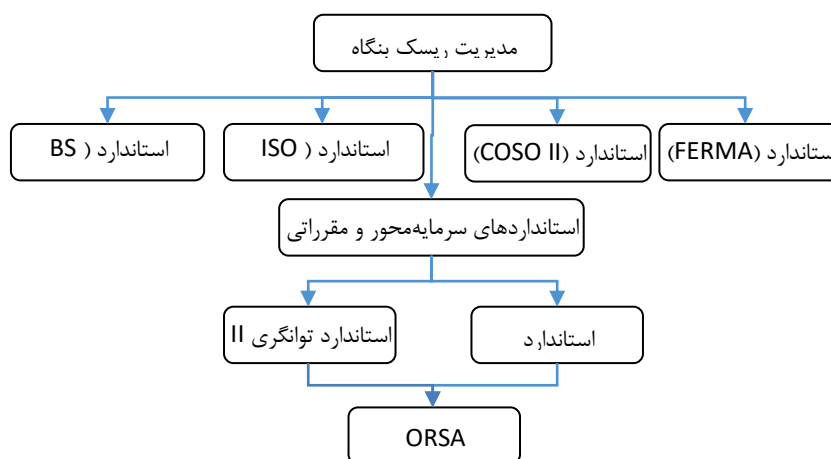 مدیریت ریسک بنگاه
استاندارد (FERMA)
استاندارد (COSO II)
استاندارد ( ISO
استاندارد ( BS
استانداردهای سرمایه‌محور و مقرراتی
استاندارد
استاندارد توانگری II
ORSA